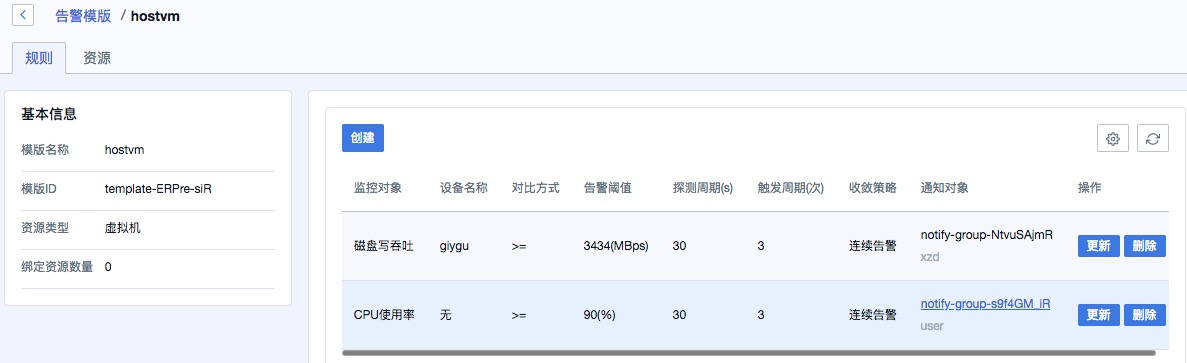 告警模版 / hostvm
规则 资源
基本信息
模版名称 hostvm
模版ID template-ERPre-siR
资源类型 虚拟机
绑定资源数量 0
创建
监控对象 设备名称 对比方式 告警阈值 探测周期(s) 触发周期(次) 收敛策略 通知对象 操作
磁盘写吞吐 giygu >= 3434(MBps) 30 3 连续告警 notify-group-NtvuSAjmR 更新 删除
xzd
CPU使用率 无 >= 90(%) 30 3 连续告警 notify-group-s9f4GM_iR 更新 删除
user